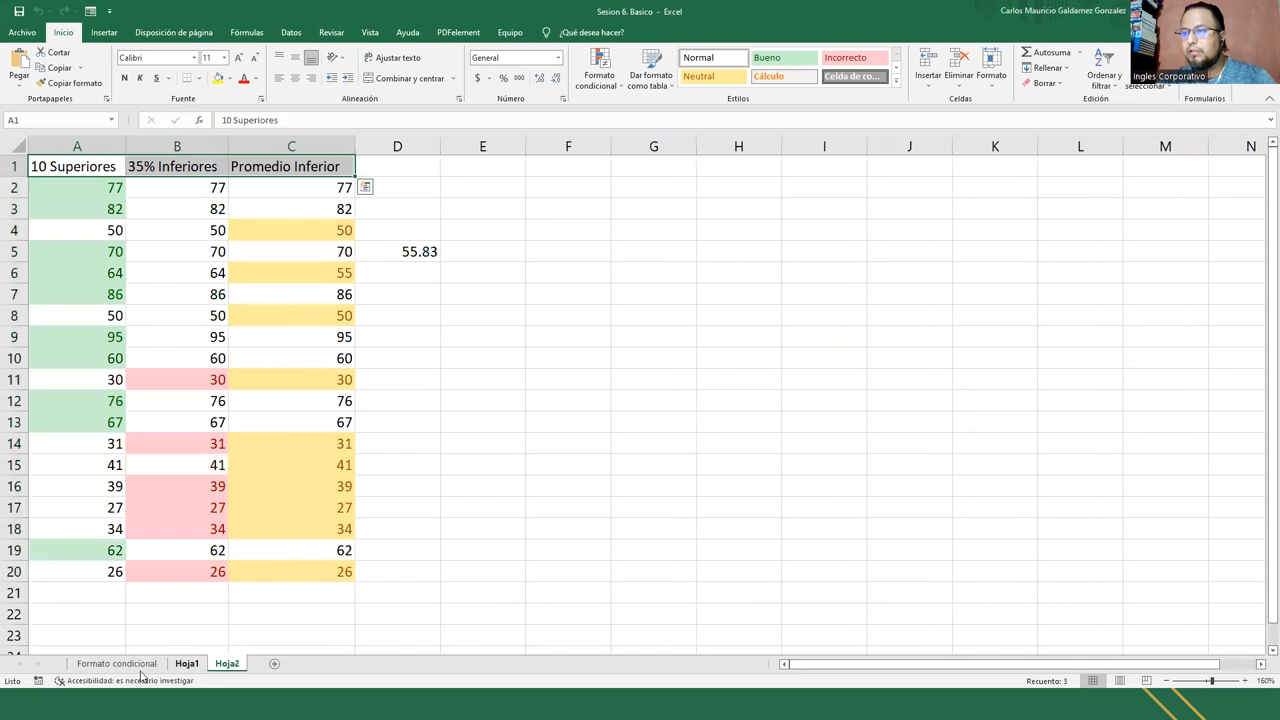 Sesion 6. Basico - Excel
Carlos Mauricio Galdamez Gonzalez
Archivo Inicio Insertar Disposición de página Fórmulas Datos Revisar Vista Ayuda PDFelement Equipo ¿Qué desea hacer?
Pegar
Cortar
Copiar
Copiar formato
Portapapeles
Calibri 11
N K S
Fuente
Ajustar texto
Combinar y centrar
Alineación
General
$ % 000
Número
Formato condicional
Dar formato como tabla
Normal Bueno Incorrecto
Neutral Cálculo Celda de co...
Estilos
Insertar Eliminar Formato
Celdas
Autosuma
Rellenar
Borrar
Ordenar y filtrar
Edición
Formularios
Ingles Corporativo
A1 fx 10 Superiores
A B C D E F G H I J K L M N
1 10 Superiores 35% Inferiores Promedio Inferior
2 77 77 77
3 82 82 82
4 50 50 50
5 70 70 70 55.83
6 64 64 55
7 86 86 86
8 50 50 50
9 95 95 95
10 60 60 60
11 30 30 30
12 76 76 76
13 67 67 67
14 31 31 31
15 41 41 41
16 39 39 39
17 27 27 27
18 34 34 34
19 62 62 62
20 26 26 26
21
22
23
Formato condicional Hoja1 Hoja2
Listo Accesibilidad: es necesario investigar Recuento: 3 160%